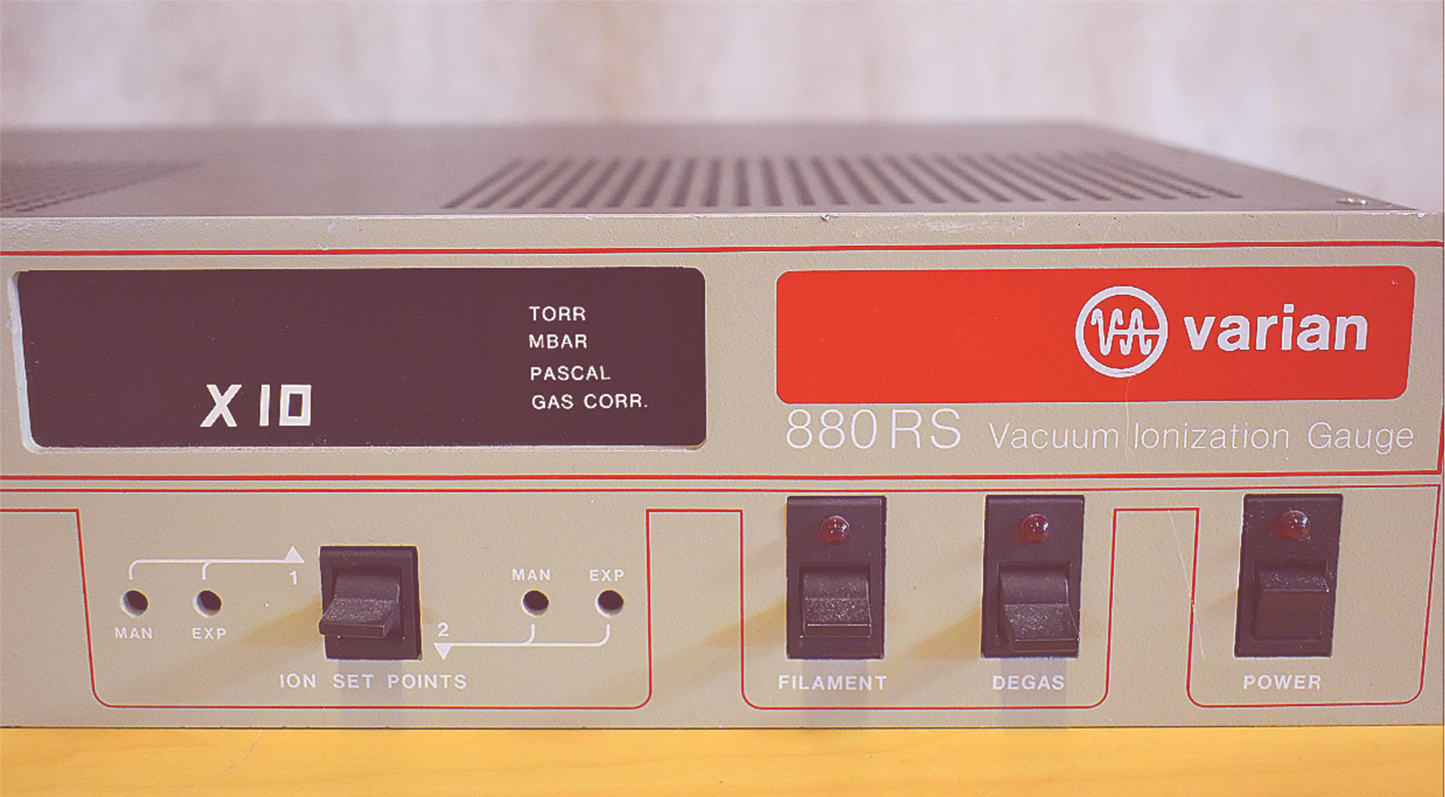 TORR
MBAR
PASCAL
GAS CORR.
X 10
VA varian
880 RS Vacuum Ionization Gauge
1
MAN EXP
MAN EXP
2
ION SET POINTS
FILAMENT
DEGAS
POWER